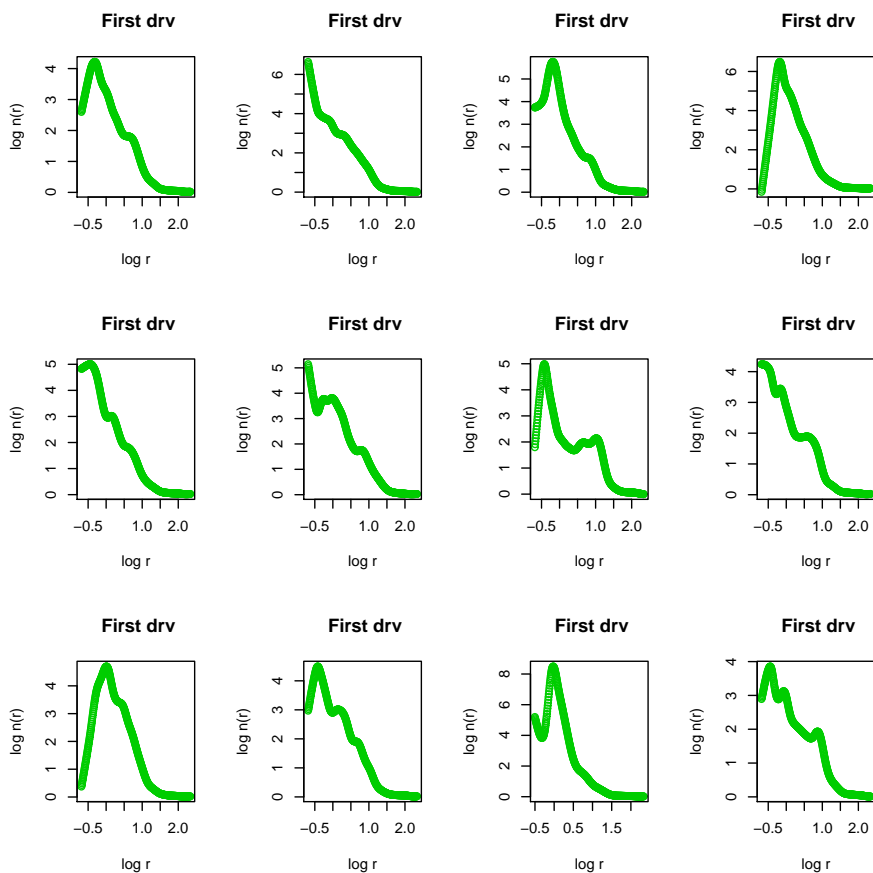 First drv First drv First drv First drv
log n(r) 0 1 2 3 4 log n(r) 0 2 4 6 log n(r) 0 1 2 3 4 5 log n(r) 0 2 4 6
−0.5 1.0 2.0 −0.5 1.0 2.0 −0.5 1.0 2.0 −0.5 1.0 2.0
log r log r log r log r
First drv First drv First drv First drv
log n(r) 0 1 2 3 4 5 log n(r) 0 1 2 3 4 5 log n(r) 0 1 2 3 4 5 log n(r) 0 1 2 3 4
−0.5 1.0 2.0 −0.5 1.0 2.0 −0.5 1.0 2.0 −0.5 1.0 2.0
log r log r log r log r
First drv First drv First drv First drv
log n(r) 0 1 2 3 4 log n(r) 0 1 2 3 4 log n(r) 0 2 4 6 8 log n(r) 0 1 2 3 4
−0.5 1.0 2.0 −0.5 1.0 2.0 −0.5 0.5 1.5 −0.5 1.0 2.0
log r log r log r log r